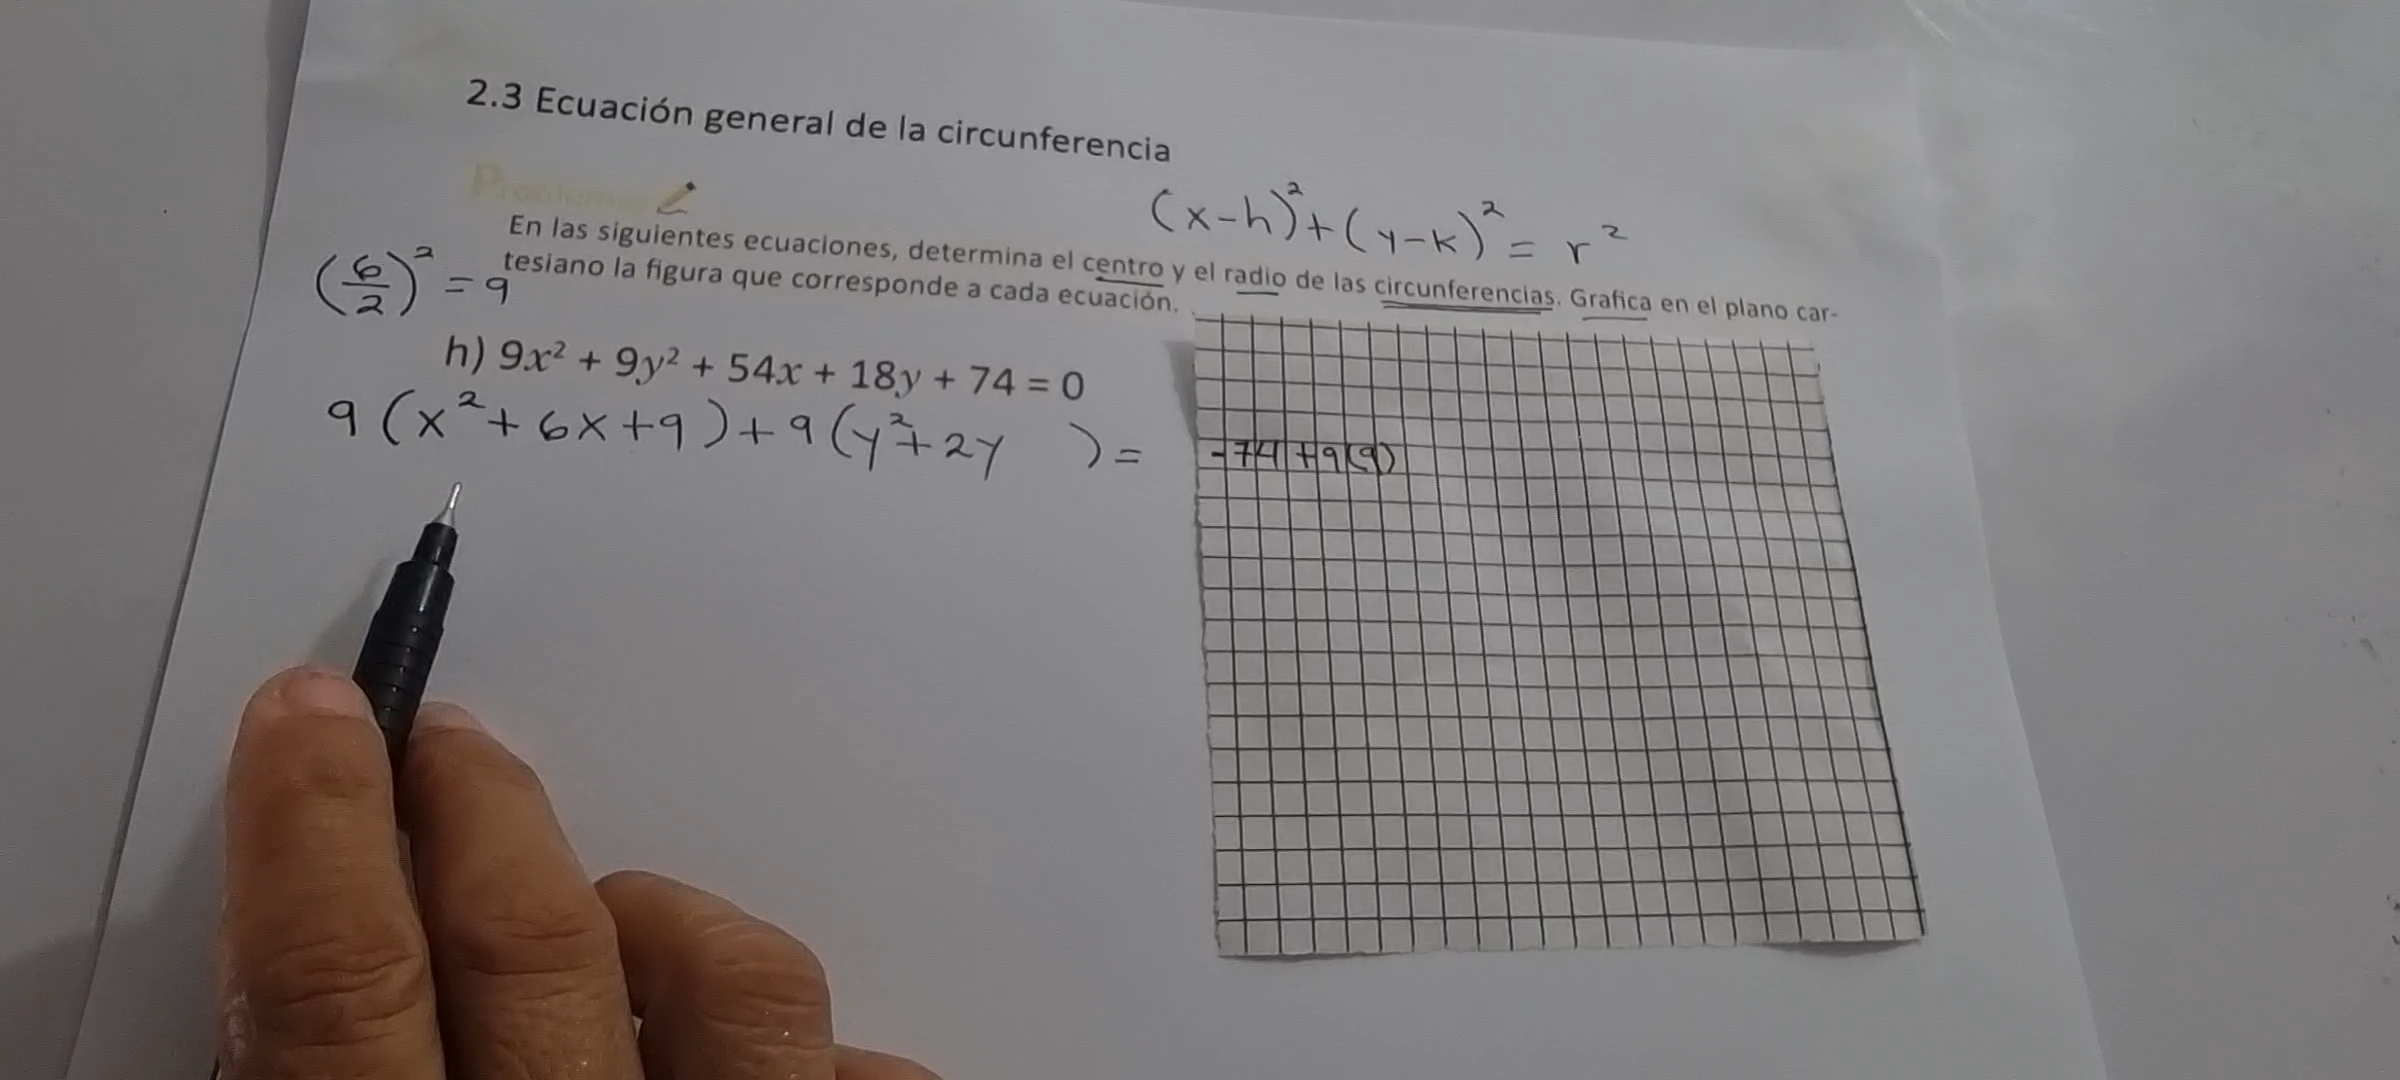 2.3 Ecuación general de la circunferencia
Problemas
(x-h)² + (y-k)² = r²
En las siguientes ecuaciones, determina el centro y el radio de las circunferencias. Grafica en el plano car-
tesiano la figura que corresponde a cada ecuación.
(6/2)² = 9
h) 9x² + 9y² + 54x + 18y + 74 = 0
9 (x² + 6x + 9) + 9 (y² + 2y ) = -74 + 9(9)